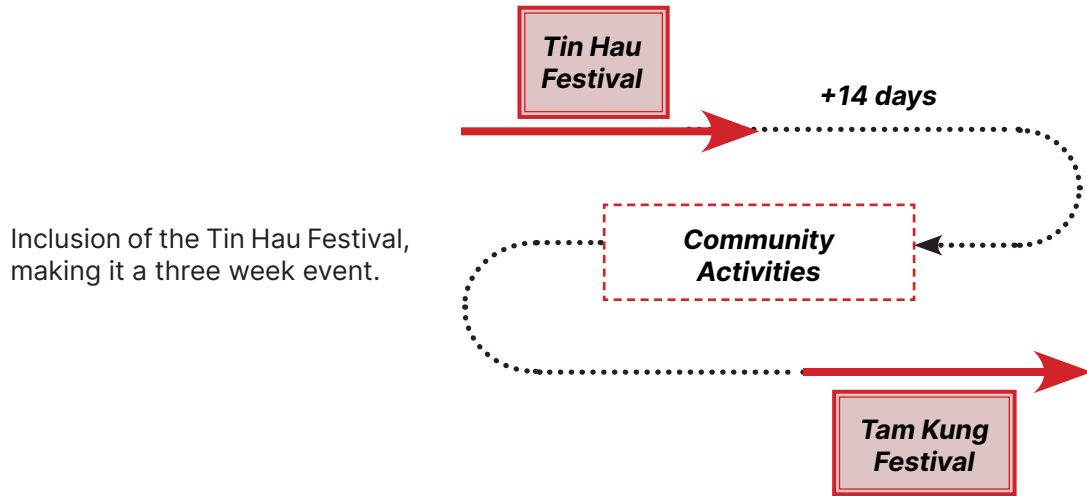 Tin Hau
Festival
+14 days
Inclusion of the Tin Hau Festival,
making it a three week event.
Community
Activities
Tam Kung
Festival